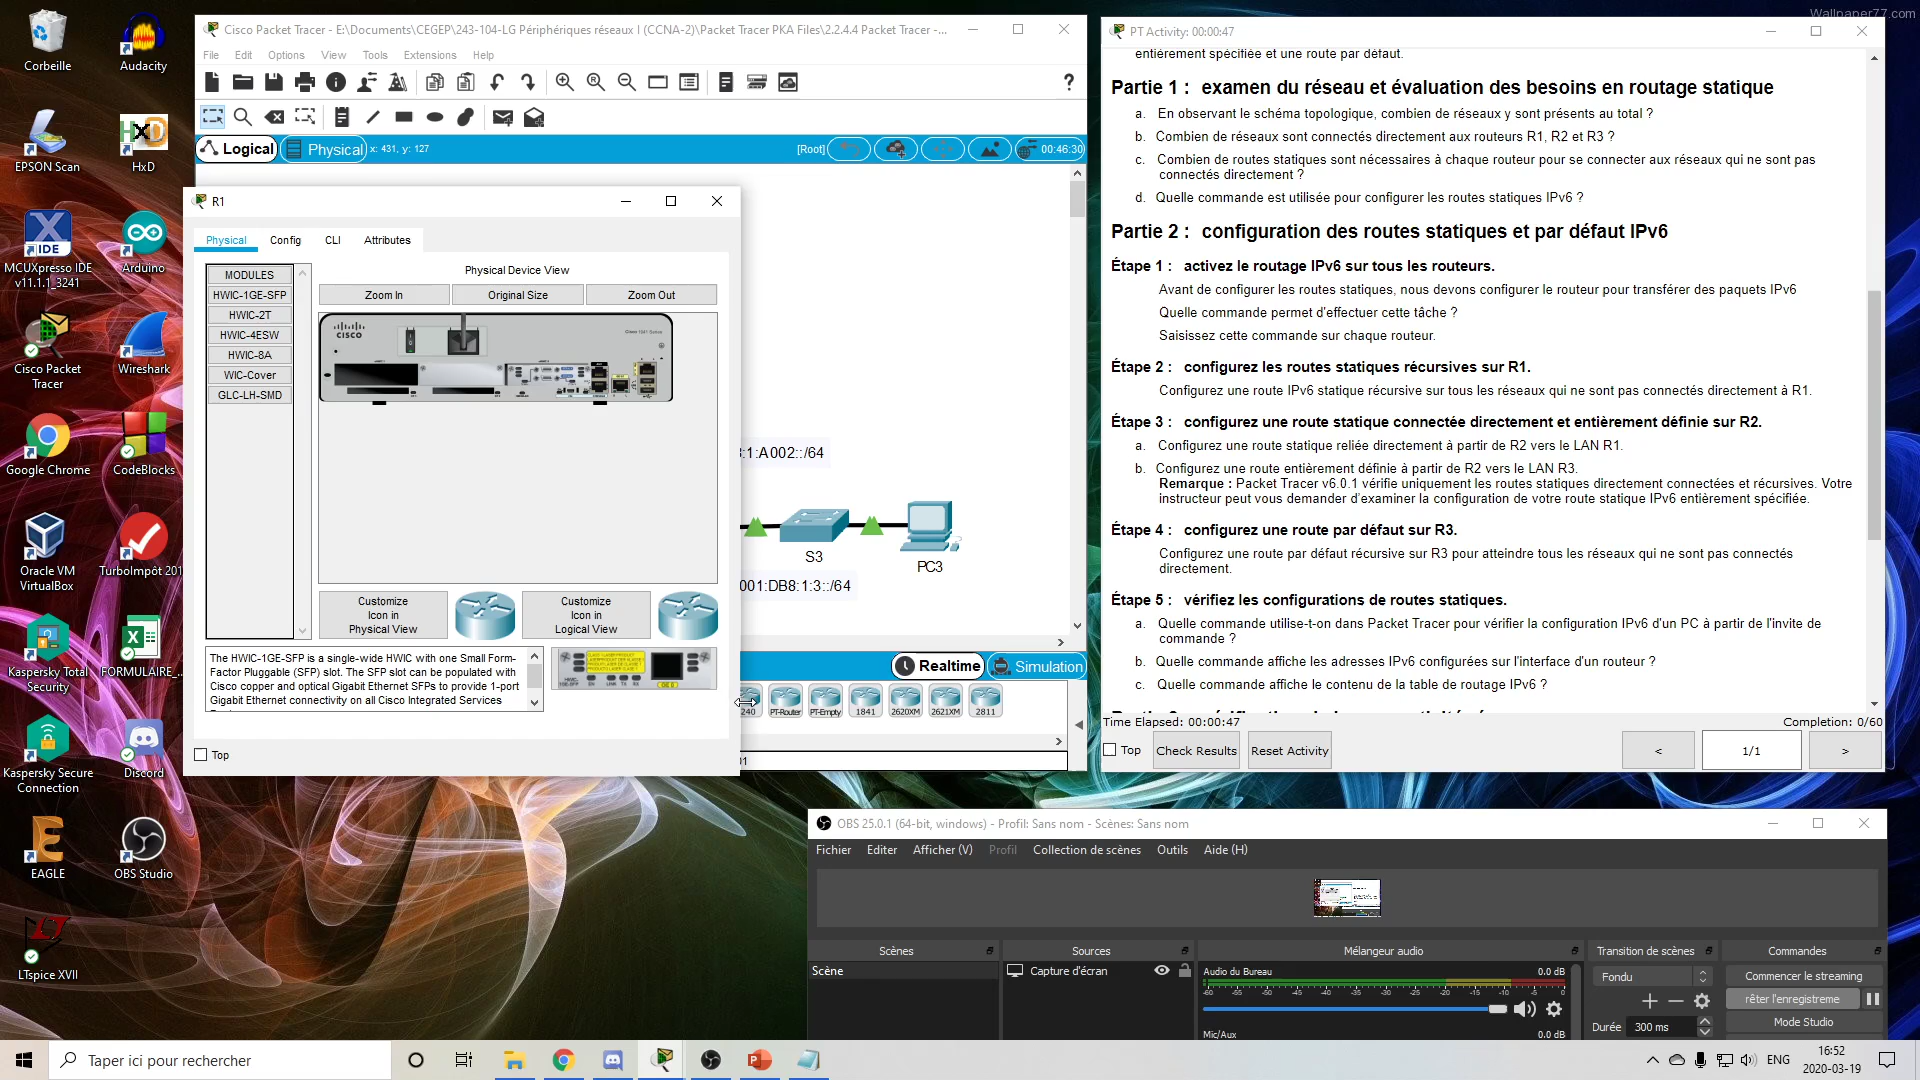 Wallpaper77.com
Corbeille
Audacity
EPSON Scan
HxD
MCUXpresso IDE
v11.1.1_3241
Arduino
Cisco Packet
Tracer
Wireshark
Google Chrome
CodeBlocks
Oracle VM
VirtualBox
TurboImpôt 201
Kaspersky Total
Security
FORMULAIRE_...
Kaspersky Secure
Connection
Discord
EAGLE
OBS Studio
LTspice XVII
Cisco Packet Tracer - E:\Documents\CEGEP\243-104-LG Périphériques réseaux I (CCNA-2)\Packet Tracer PKA Files\2.2.4.4 Packet Tracer -...
File Edit Options View Tools Extensions Help
Logical Physical x: 431, y: 127 [Root] 00:46:30
R1
Physical Config CLI Attributes
MODULES
HWIC-1GE-SFP
HWIC-2T
HWIC-4ESW
HWIC-8A
WIC-Cover
GLC-LH-SMD
Physical Device View
Zoom In Original Size Zoom Out
CISCO
Customize
Icon in
Physical View
Customize
Icon in
Logical View
The HWIC-1GE-SFP is a single-wide HWIC with one Small Form-
Factor Pluggable (SFP) slot. The SFP slot can be populated with
Cisco copper and optical Gigabit Ethernet SFPs to provide 1-port
Gigabit Ethernet connectivity on all Cisco Integrated Services
Top
:1:A002::/64
S3
PC3
001:DB8:1:3::/64
Realtime Simulation
240 PT-Router PT-Empty 1841 2620XM 2621XM 2811
PT Activity: 00:00:47
entièrement spécifiée et une route par défaut.
Partie 1 : examen du réseau et évaluation des besoins en routage statique
a. En observant le schéma topologique, combien de réseaux y sont présents au total ?
b. Combien de réseaux sont connectés directement aux routeurs R1, R2 et R3 ?
c. Combien de routes statiques sont nécessaires à chaque routeur pour se connecter aux réseaux qui ne sont pas
connectés directement ?
d. Quelle commande est utilisée pour configurer les routes statiques IPv6 ?
Partie 2 : configuration des routes statiques et par défaut IPv6
Étape 1 : activez le routage IPv6 sur tous les routeurs.
Avant de configurer les routes statiques, nous devons configurer le routeur pour transférer des paquets IPv6
Quelle commande permet d'effectuer cette tâche ?
Saisissez cette commande sur chaque routeur.
Étape 2 : configurez les routes statiques récursives sur R1.
Configurez une route IPv6 statique récursive sur tous les réseaux qui ne sont pas connectés directement à R1.
Étape 3 : configurez une route statique connectée directement et entièrement définie sur R2.
a. Configurez une route statique reliée directement à partir de R2 vers le LAN R1.
b. Configurez une route entièrement définie à partir de R2 vers le LAN R3.
Remarque : Packet Tracer v6.0.1 vérifie uniquement les routes statiques directement connectées et récursives. Votre
instructeur peut vous demander d'examiner la configuration de votre route statique IPv6 entièrement spécifiée.
Étape 4 : configurez une route par défaut sur R3.
Configurez une route par défaut récursive sur R3 pour atteindre tous les réseaux qui ne sont pas connectés
directement.
Étape 5 : vérifiez les configurations de routes statiques.
a. Quelle commande utilise-t-on dans Packet Tracer pour vérifier la configuration IPv6 d'un PC à partir de l'invite de
commande ?
b. Quelle commande affiche les adresses IPv6 configurées sur l'interface d'un routeur ?
c. Quelle commande affiche le contenu de la table de routage IPv6 ?
Time Elapsed: 00:00:47 Completion: 0/60
Top Check Results Reset Activity < 1/1 >
OBS 25.0.1 (64-bit, windows) - Profil: Sans nom - Scènes: Sans nom
Fichier Editer Afficher (V) Profil Collection de scènes Outils Aide (H)
Scènes Sources Mélangeur audio Transition de scènes Commandes
Scène
Capture d'écran
Audio du Bureau 0.0 dB
-60 -55 -50 -45 -40 -35 -30 -25 -20 -15 -10 -5 0
Mic/Aux 0.0 dB
Fondu
Durée 300 ms
Commencer le streaming
rêter l'enregistreme
Mode Studio
Taper ici pour rechercher
ENG
16:52
2020-03-19